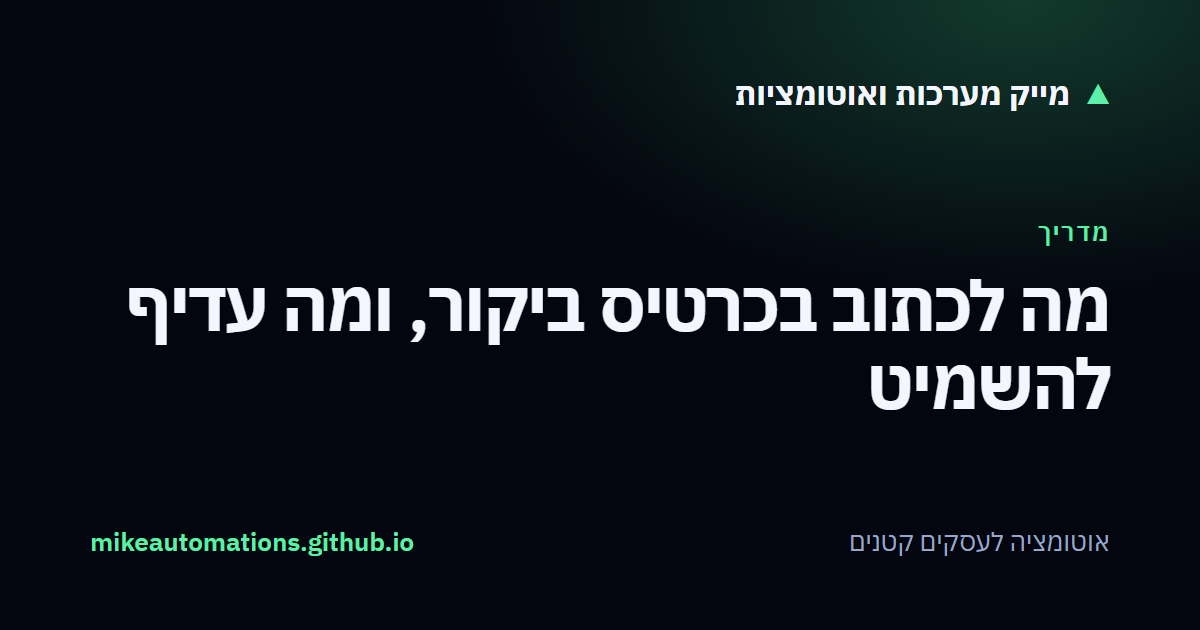 מייק מערכות ואוטומציות
מדריך
מה לכתוב בכרטיס ביקור, ומה עדיף
להשמיט
אוטומציה לעסקים קטנים
mikeautomations.github.io